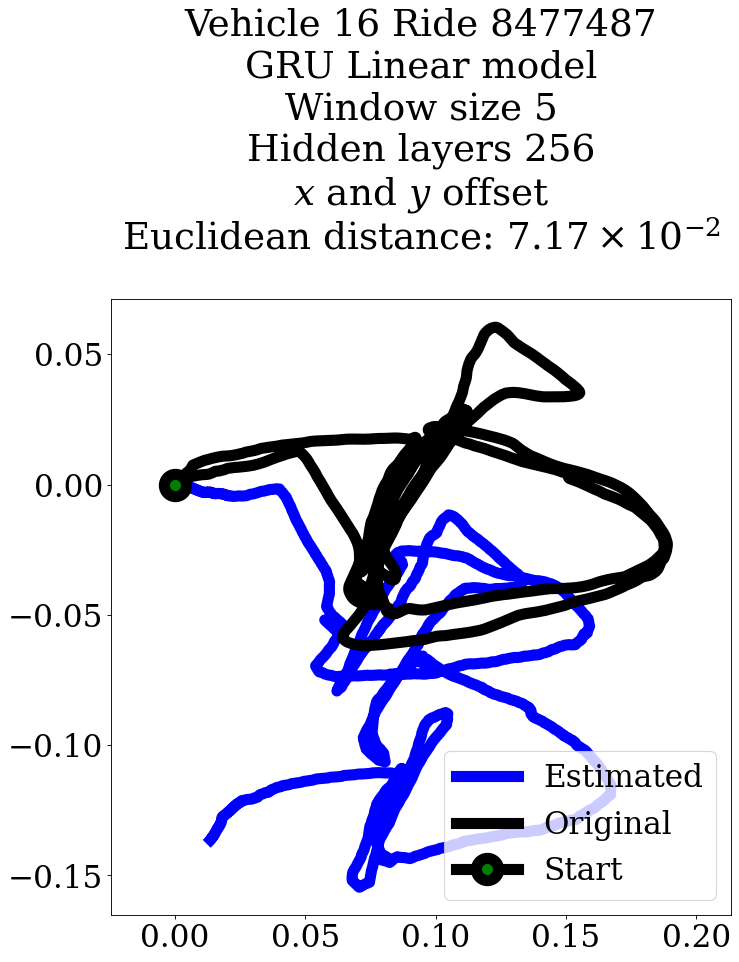 Vehicle 16 Ride 8477487
GRU Linear model
Window size 5
Hidden layers 256
x and y offset
Euclidean distance: 7.17 × 10⁻²
0.05
0.00
−0.05
−0.10
−0.15
Estimated
Original
Start
0.00 0.05 0.10 0.15 0.20